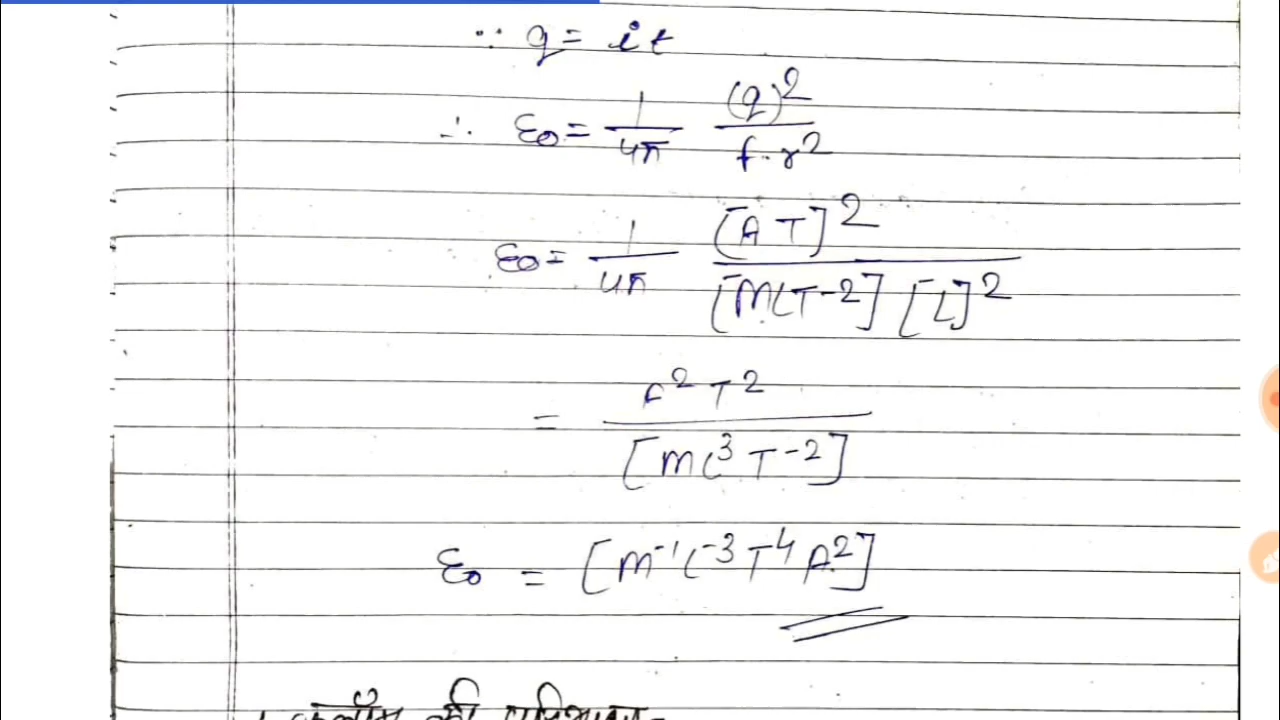 ∵ q = it
∴ ε₀ = 1/4π (q)²/f·r²
ε₀ = 1/4π [AT]²/[MLT-2] [L]²
= A² T²/[ML³ T-2]
ε₀ = [M⁻¹L⁻³T⁴A²]
की